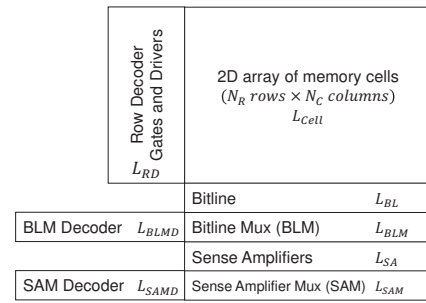 Row Decoder
Gates and Drivers
L_RD
2D array of memory cells
(N_R rows × N_C columns)
L_Cell
Bitline L_BL
BLM Decoder L_BLMD Bitline Mux (BLM) L_BLM
Sense Amplifiers L_SA
SAM Decoder L_SAMD Sense Amplifier Mux (SAM) L_SAM